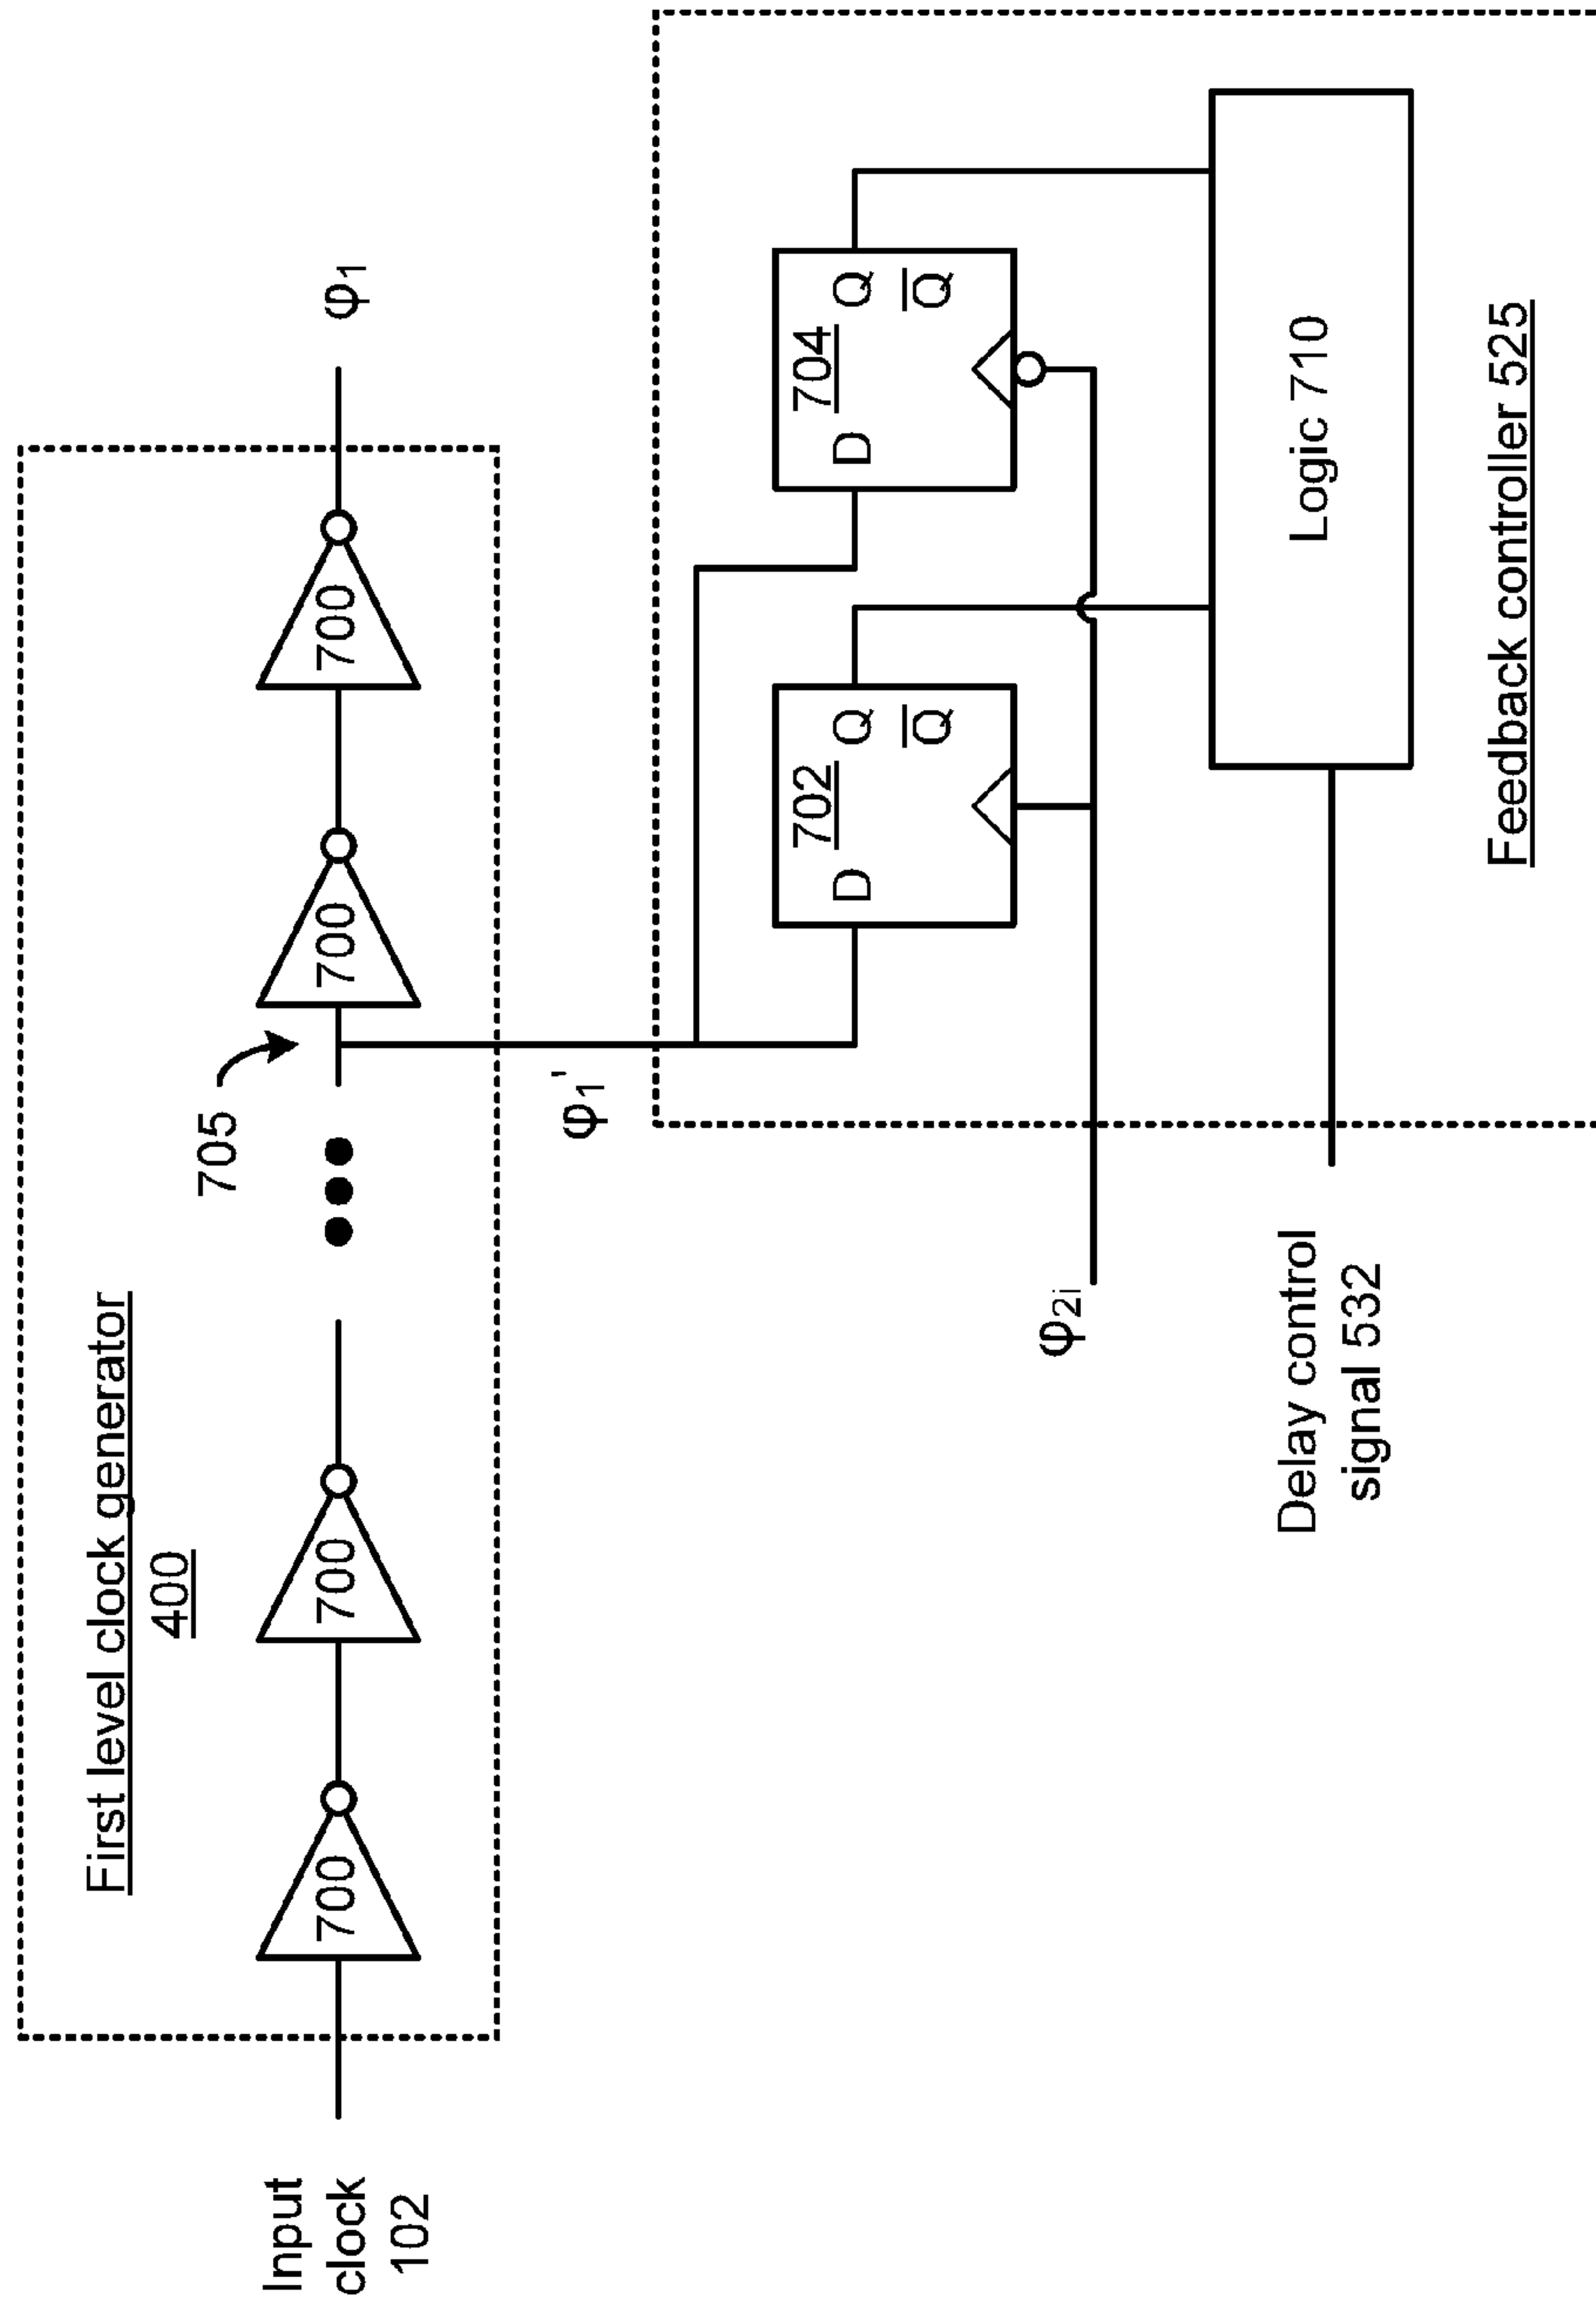 First level clock generator
400
Input
clock
102
700
700
705
700
700
φ1
φ1'
D
702
Q
Q
D
704
Q
Q
φ2i
Delay control
signal 532
Logic 710
Feedback controller 525